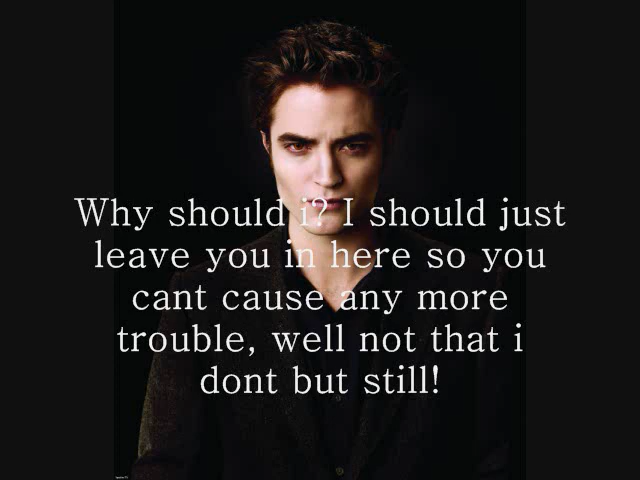 Why should i? I should just
leave you in here so you
cant cause any more
trouble, well not that i
dont but still!